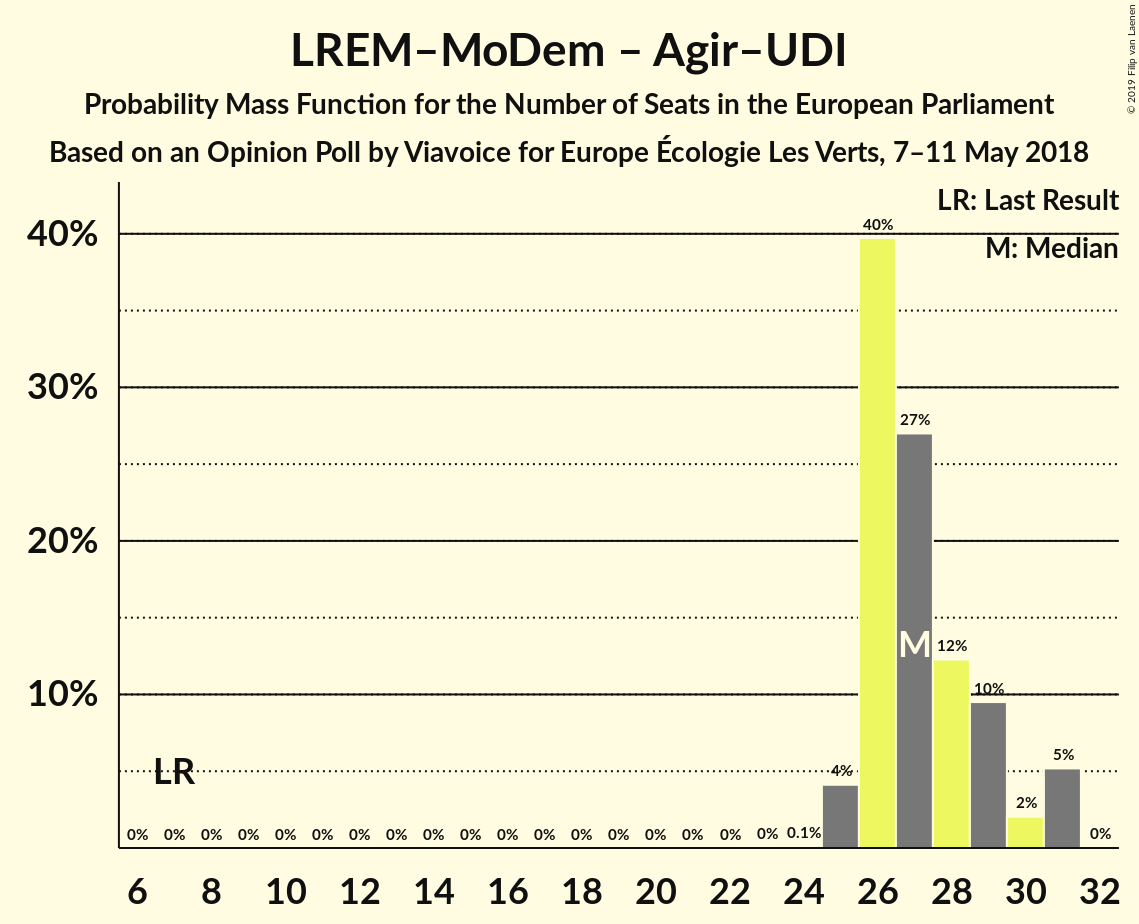 LREM–MoDem – Agir–UDI
Probability Mass Function for the Number of Seats in the European Parliament
Based on an Opinion Poll by Viavoice for Europe Écologie Les Verts, 7–11 May 2018
© 2019 Filip van Laenen
LR: Last Result
M: Median
40%
30%
20%
10%
LR
M
0% 0% 0% 0% 0% 0% 0% 0% 0% 0% 0% 0% 0% 0% 0% 0% 0% 0% 0.1% 4% 40% 27% 12% 10% 2% 5% 0%
6 8 10 12 14 16 18 20 22 24 26 28 30 32